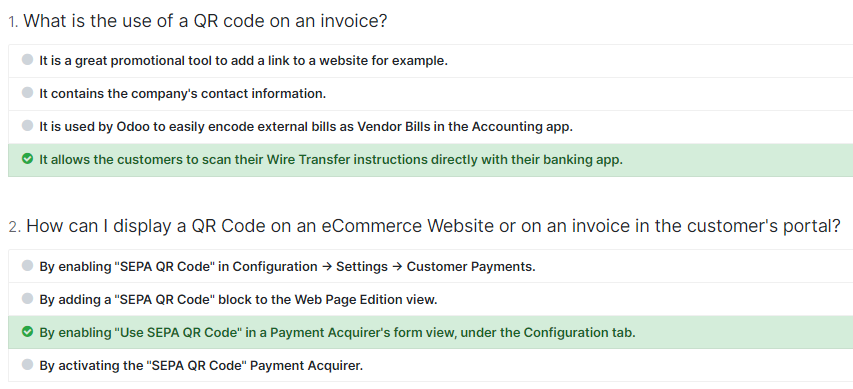 1. What is the use of a QR code on an invoice?
It is a great promotional tool to add a link to a website for example.
It contains the company's contact information.
It is used by Odoo to easily encode external bills as Vendor Bills in the Accounting app.
It allows the customers to scan their Wire Transfer instructions directly with their banking app.
2. How can I display a QR Code on an eCommerce Website or on an invoice in the customer's portal?
By enabling "SEPA QR Code" in Configuration → Settings → Customer Payments.
By adding a "SEPA QR Code" block to the Web Page Edition view.
By enabling "Use SEPA QR Code" in a Payment Acquirer's form view, under the Configuration tab.
By activating the "SEPA QR Code" Payment Acquirer.